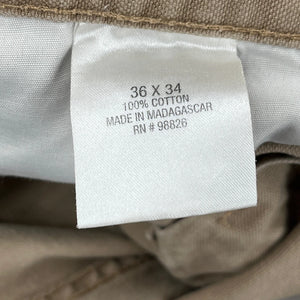 36 X 34
100% COTTON
MADE IN MADAGASCAR
RN # 98826